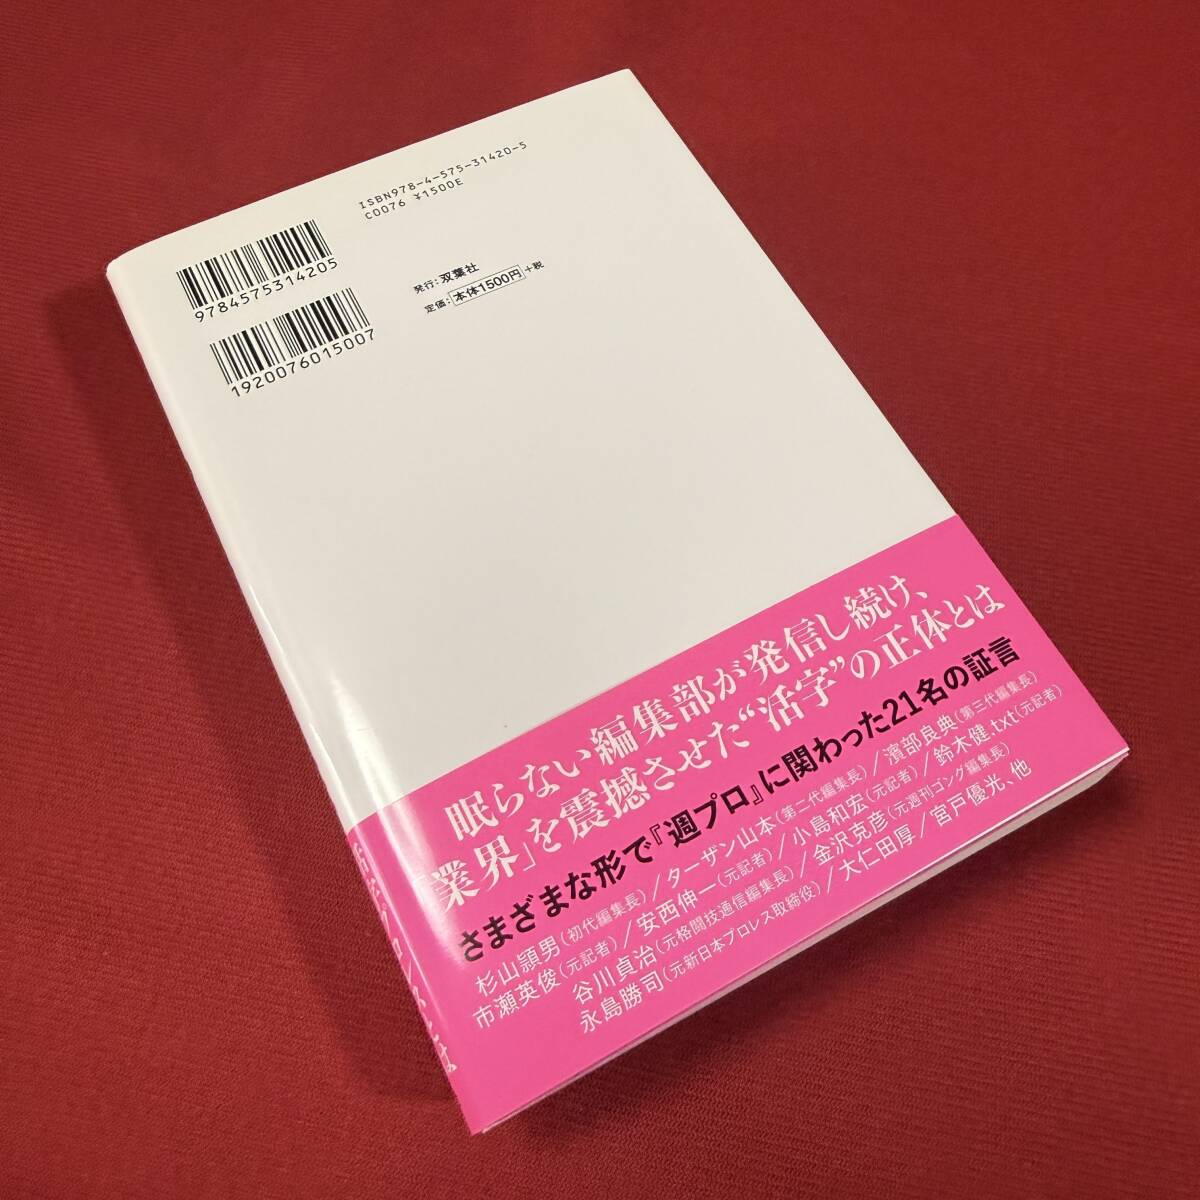 ISBN978-4-575-31420-5
C0076 ¥1500E
9784575314205
1920076015007
発行：双葉社
定価：本体1500円+税
眠らない編集部が発信し続け、
「業界」を震撼させた“活字”の正体とは
さまざまな形で『週プロ』に関わった21名の証言
杉山頴男(初代編集長)/ターザン山本(第二代編集長)/濱部良典(第三代編集長)
市瀬英俊(元記者)/安西伸一(元記者)/小島和宏(元記者)/鈴木健.txt(元記者)
谷川貞治(元格闘技通信編集長)/金沢克彦(元週刊ゴング編集長)
永島勝司(元新日本プロレス取締役)/大仁田厚/宮戸優光、他